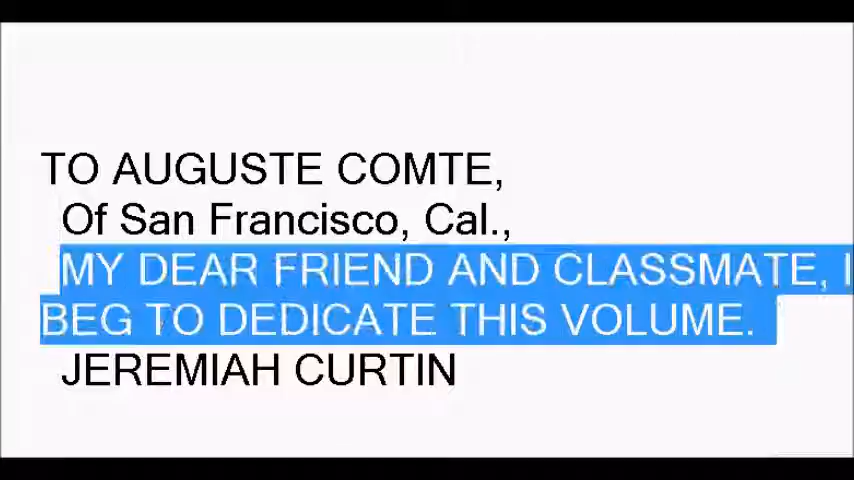 TO AUGUSTE COMTE,
Of San Francisco, Cal.,
MY DEAR FRIEND AND CLASSMATE, I
BEG TO DEDICATE THIS VOLUME.
JEREMIAH CURTIN